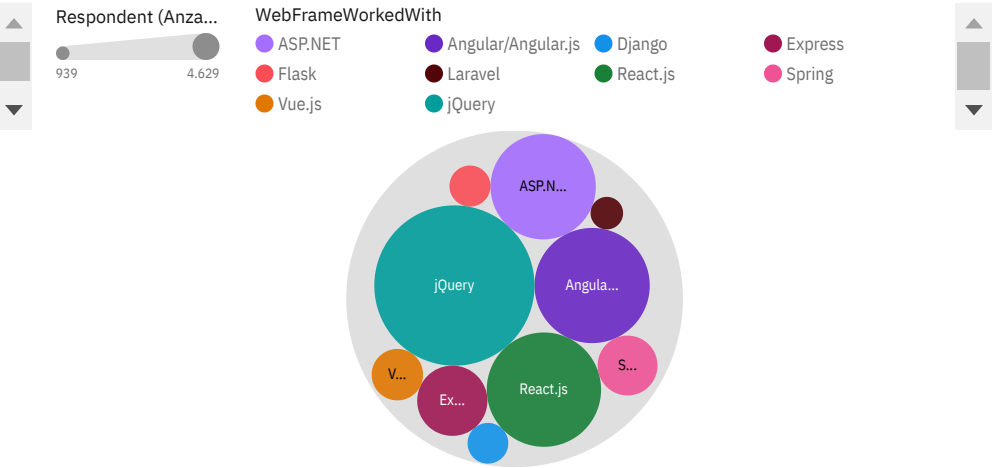 Respondent (Anza...
939
4.629
WebFrameWorkedWith
ASP.NET
Angular/Angular.js
Django
Express
Flask
Laravel
React.js
Spring
Vue.js
jQuery
ASP.N...
jQuery
Angula...
S...
V...
React.js
Ex...